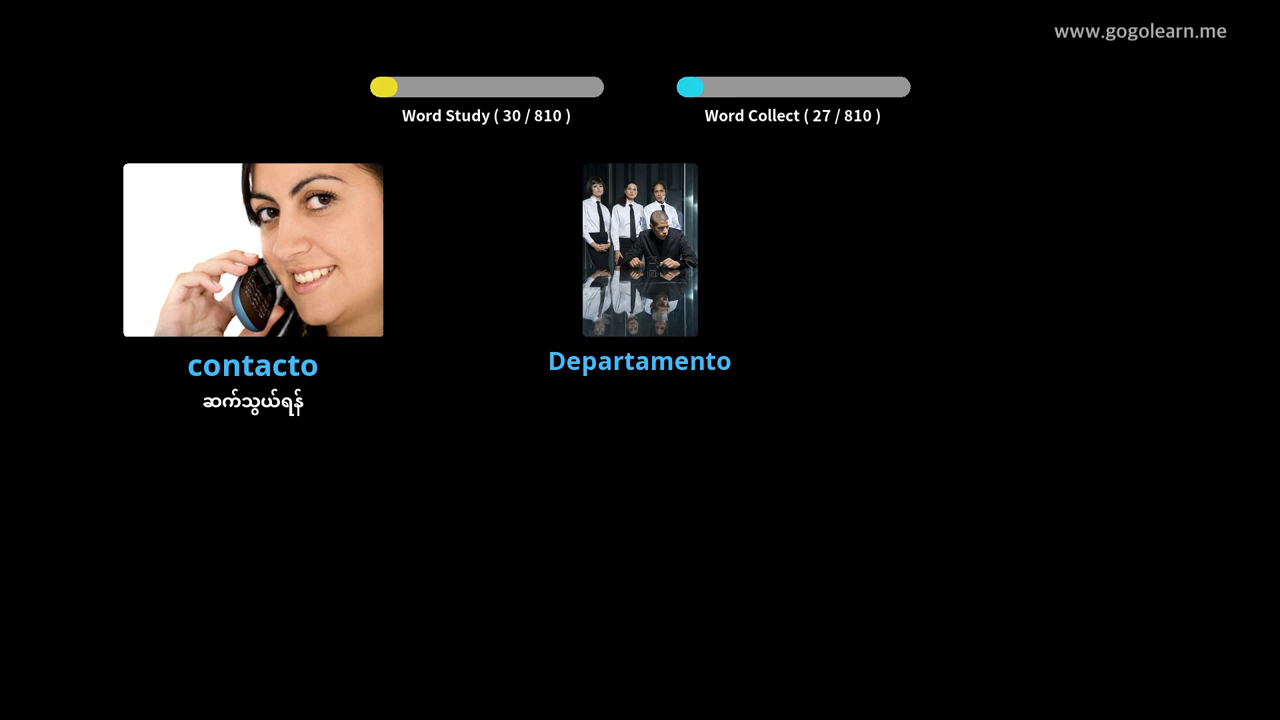 www.gogolearn.me
Word Study ( 30 / 810 )
Word Collect ( 27 / 810 )
contacto
Departamento
ဆက်သွယ်ရန်